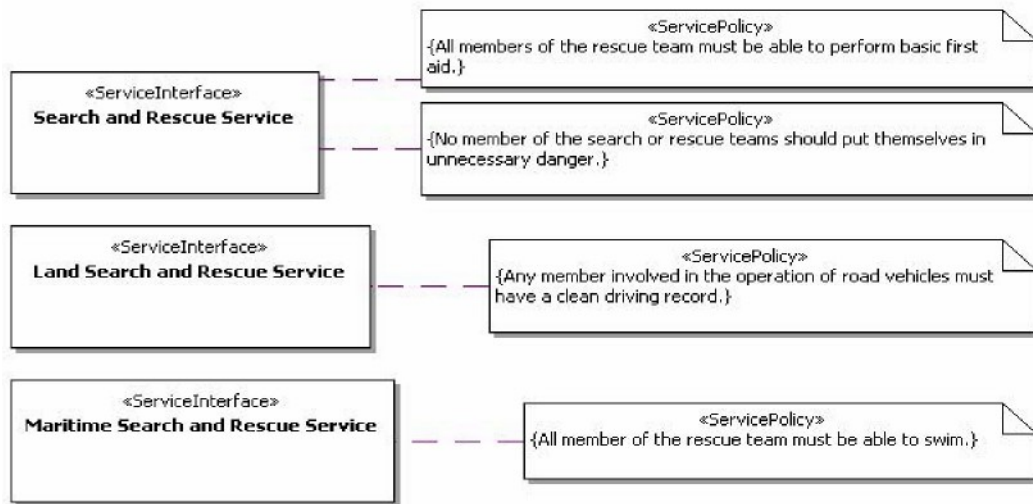 «ServicePolicy»
{All members of the rescue team must be able to perform basic first
aid.}
«ServiceInterface»
Search and Rescue Service
«ServicePolicy»
{No member of the search or rescue teams should put themselves in
unnecessary danger.}
«ServiceInterface»
Land Search and Rescue Service
«ServicePolicy»
{Any member involved in the operation of road vehicles must
have a clean driving record.}
«ServiceInterface»
Maritime Search and Rescue Service
«ServicePolicy»
{All member of the rescue team must be able to swim.}